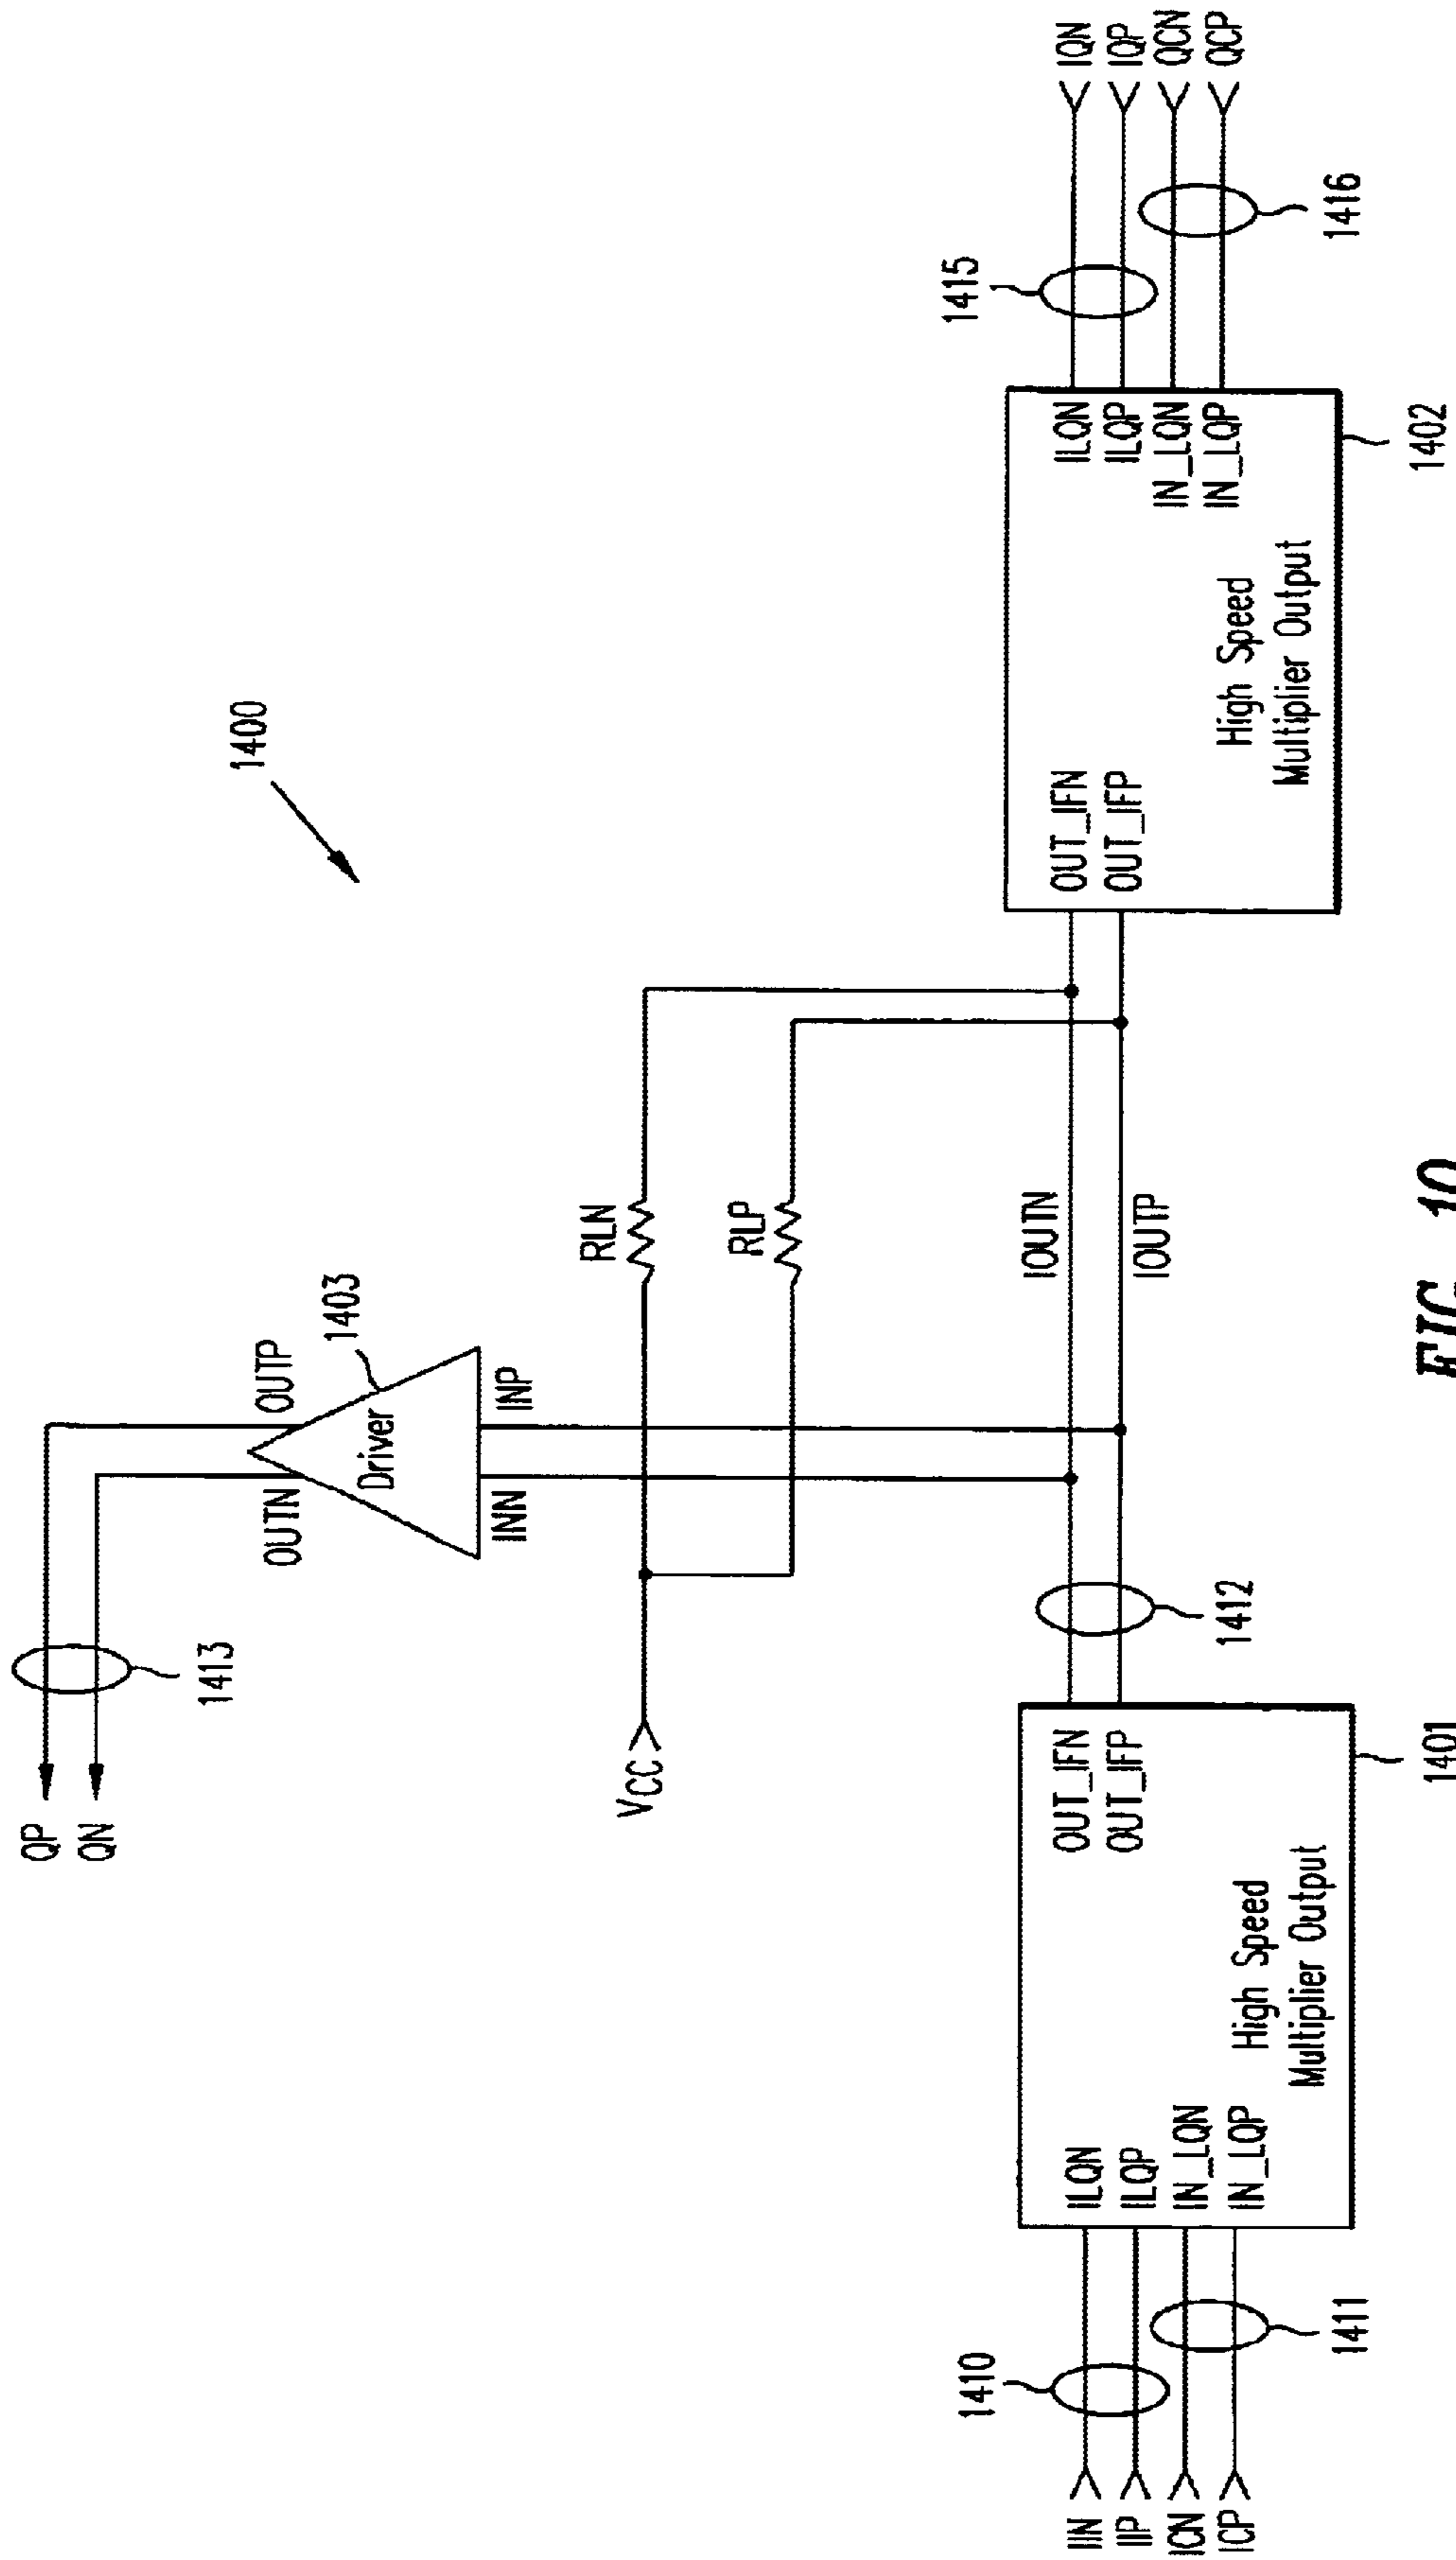 1400
QP
QN
1413
OUTP
OUTN
1403
Driver
INP
INN
VCC
RLN
RLP
IOUTN
IOUTP
1412
OUT_IFN
OUT_IFP
High Speed
Multiplier Output
1401
ILQN
ILQP
IN_LQN
IN_LQP
1410
1411
IIN
IIP
ICN
ICP
OUT_IFN
OUT_IFP
High Speed
Multiplier Output
1402
ILQN
ILQP
IN_LQN
IN_LQP
1415
1416
IQN
IQP
QCN
QCP